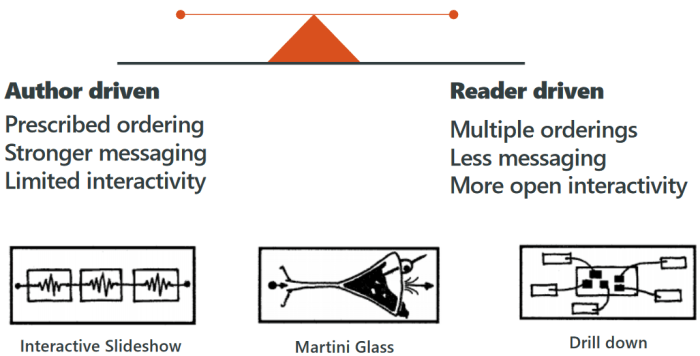 Author driven
Prescribed ordering
Stronger messaging
Limited interactivity
Reader driven
Multiple orderings
Less messaging
More open interactivity
Interactive Slideshow
Martini Glass
Drill down